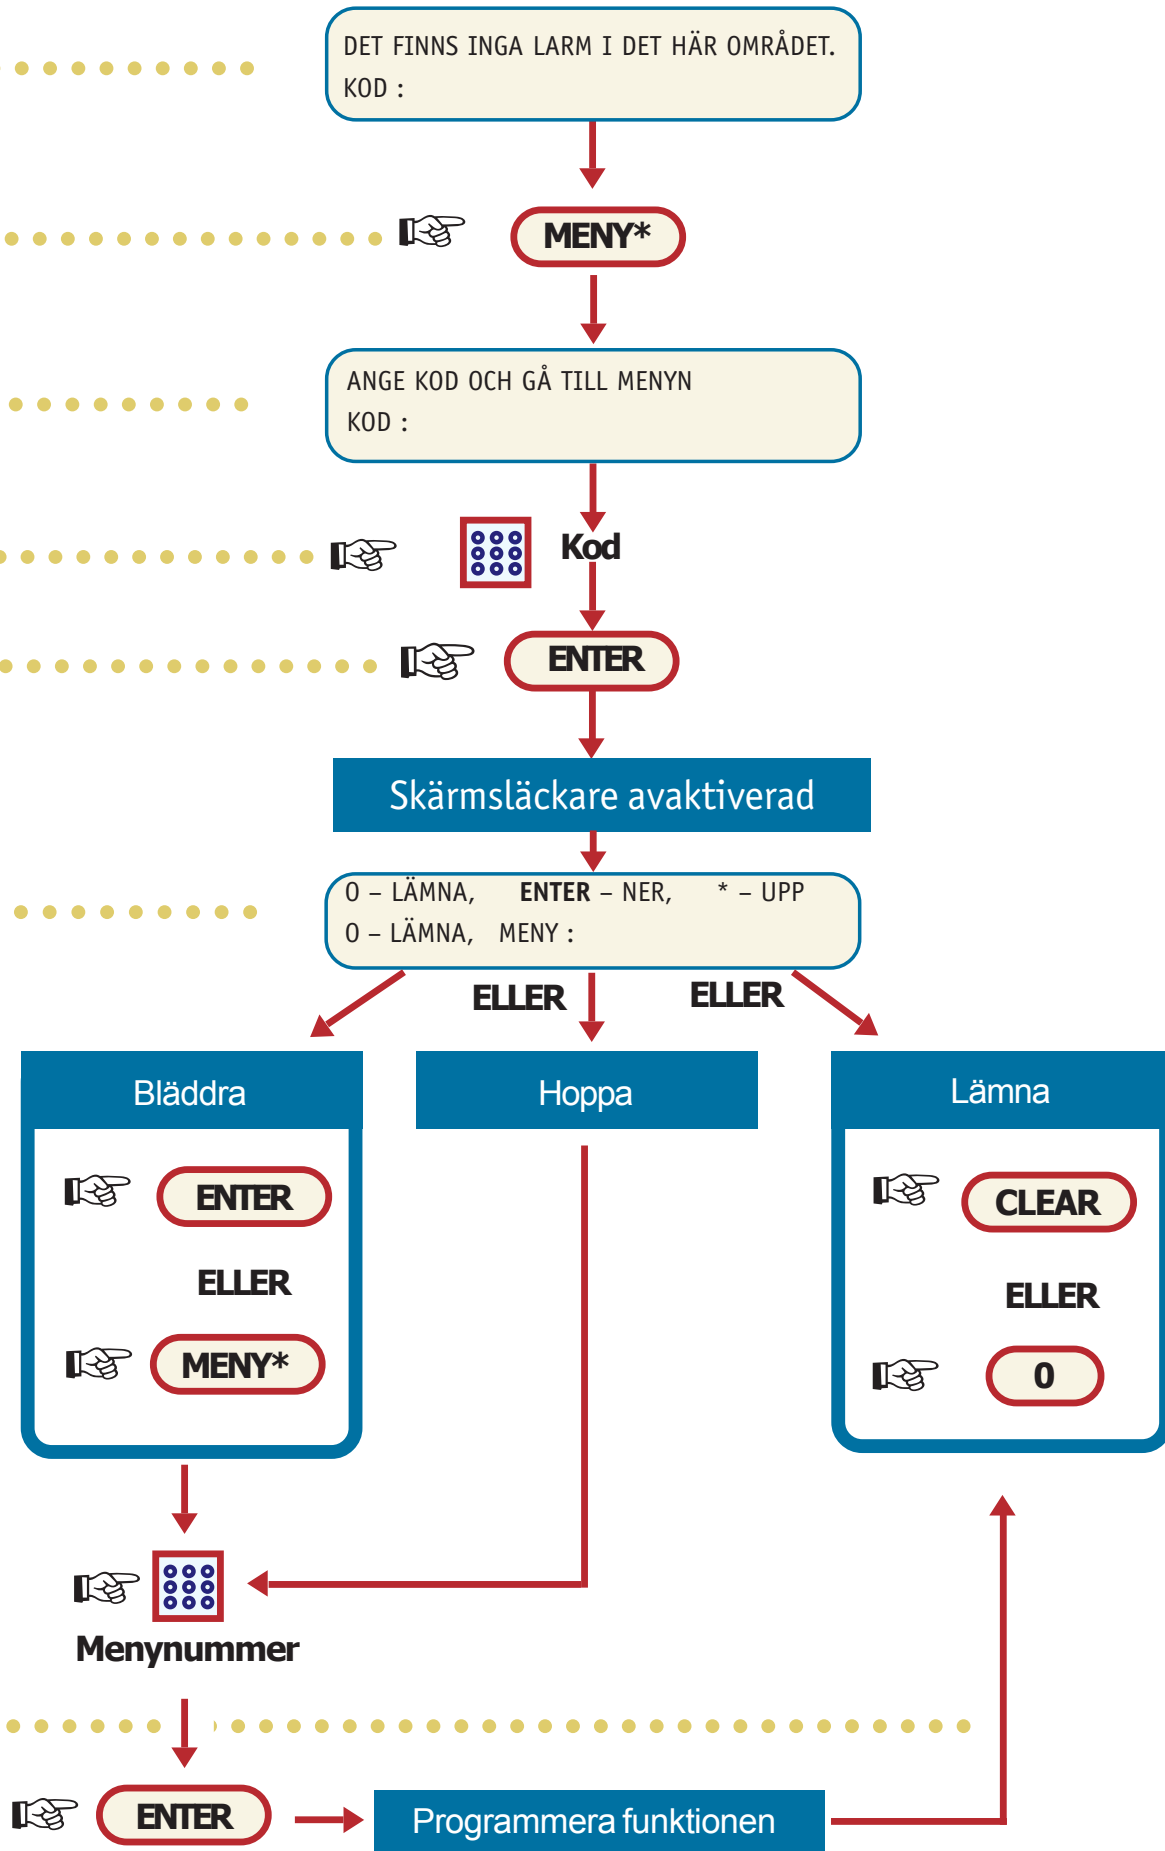 DET FINNS INGA LARM I DET HÄR OMRÅDET.
KOD :
MENY*
ANGE KOD OCH GÅ TILL MENYN
KOD :
Kod
ENTER
Skärmsläckare avaktiverad
0 – LÄMNA, ENTER – NER, * – UPP
0 – LÄMNA, MENY :
ELLER
ELLER
Bläddra
Hoppa
Lämna
ENTER
CLEAR
ELLER
ELLER
MENY*
0
Menynummer
ENTER
Programmera funktionen